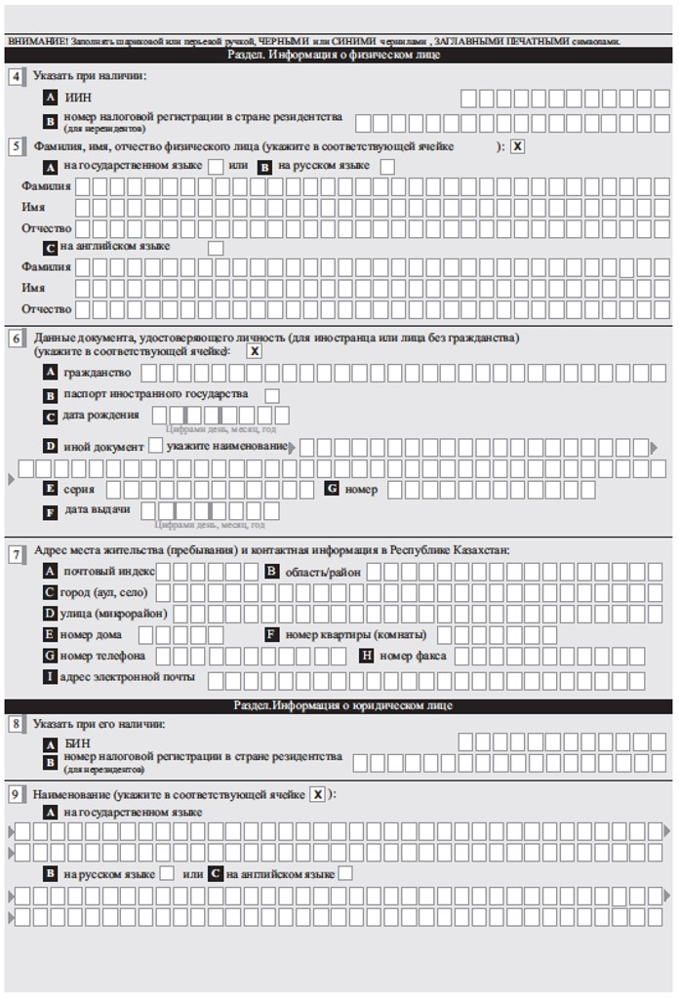 ВНИМАНИЕ! Заполнять шариковой или перьевой ручкой, ЧЕРНЫМИ или СИНИМИ чернилами , ЗАГЛАВНЫМИ ПЕЧАТНЫМИ символами.
Раздел. Информация о физическом лице
4 Указать при наличии:
A ИИН
B номер налоговой регистрации в стране резидентства
(для нерезидентов)
5 Фамилия, имя, отчество физического лица (укажите в соответствующей ячейке ): X
A на государственном языке или B на русском языке
Фамилия
Имя
Отчество
C на английском языке
Фамилия
Имя
Отчество
6 Данные документа, удостоверяющего личность (для иностранца или лица без гражданства)
(укажите в соответствующей ячейке): X
A гражданство
B паспорт иностранного государства
C дата рождения
Цифрами день, месяц, год
D иной документ укажите наименование
E серия G номер
F дата выдачи
Цифрами день, месяц, год
7 Адрес места жительства (пребывания) и контактная информация в Республике Казахстан:
A почтовый индекс B область/район
C город (аул, село)
D улица (микрорайон)
E номер дома F номер квартиры (комнаты)
G номер телефона H номер факса
I адрес электронной почты
Раздел.Информация о юридическом лице
8 Указать при его наличии:
A БИН
B номер налоговой регистрации в стране резидентства
(для нерезидентов)
9 Наименование (укажите в соответствующей ячейке X ):
A на государственном языке
B на русском языке или C на английском языке